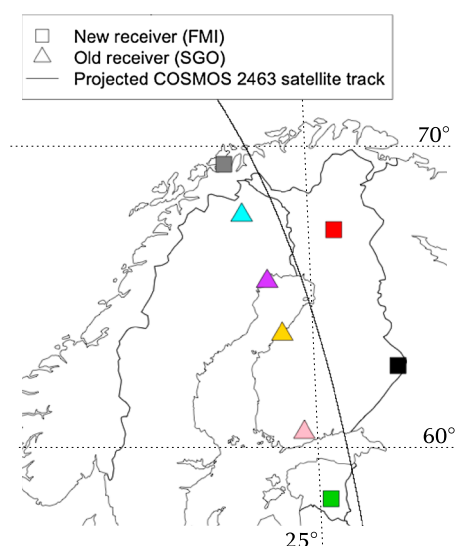 New receiver (FMI)
Old receiver (SGO)
Projected COSMOS 2463 satellite track
70°
60°
25°